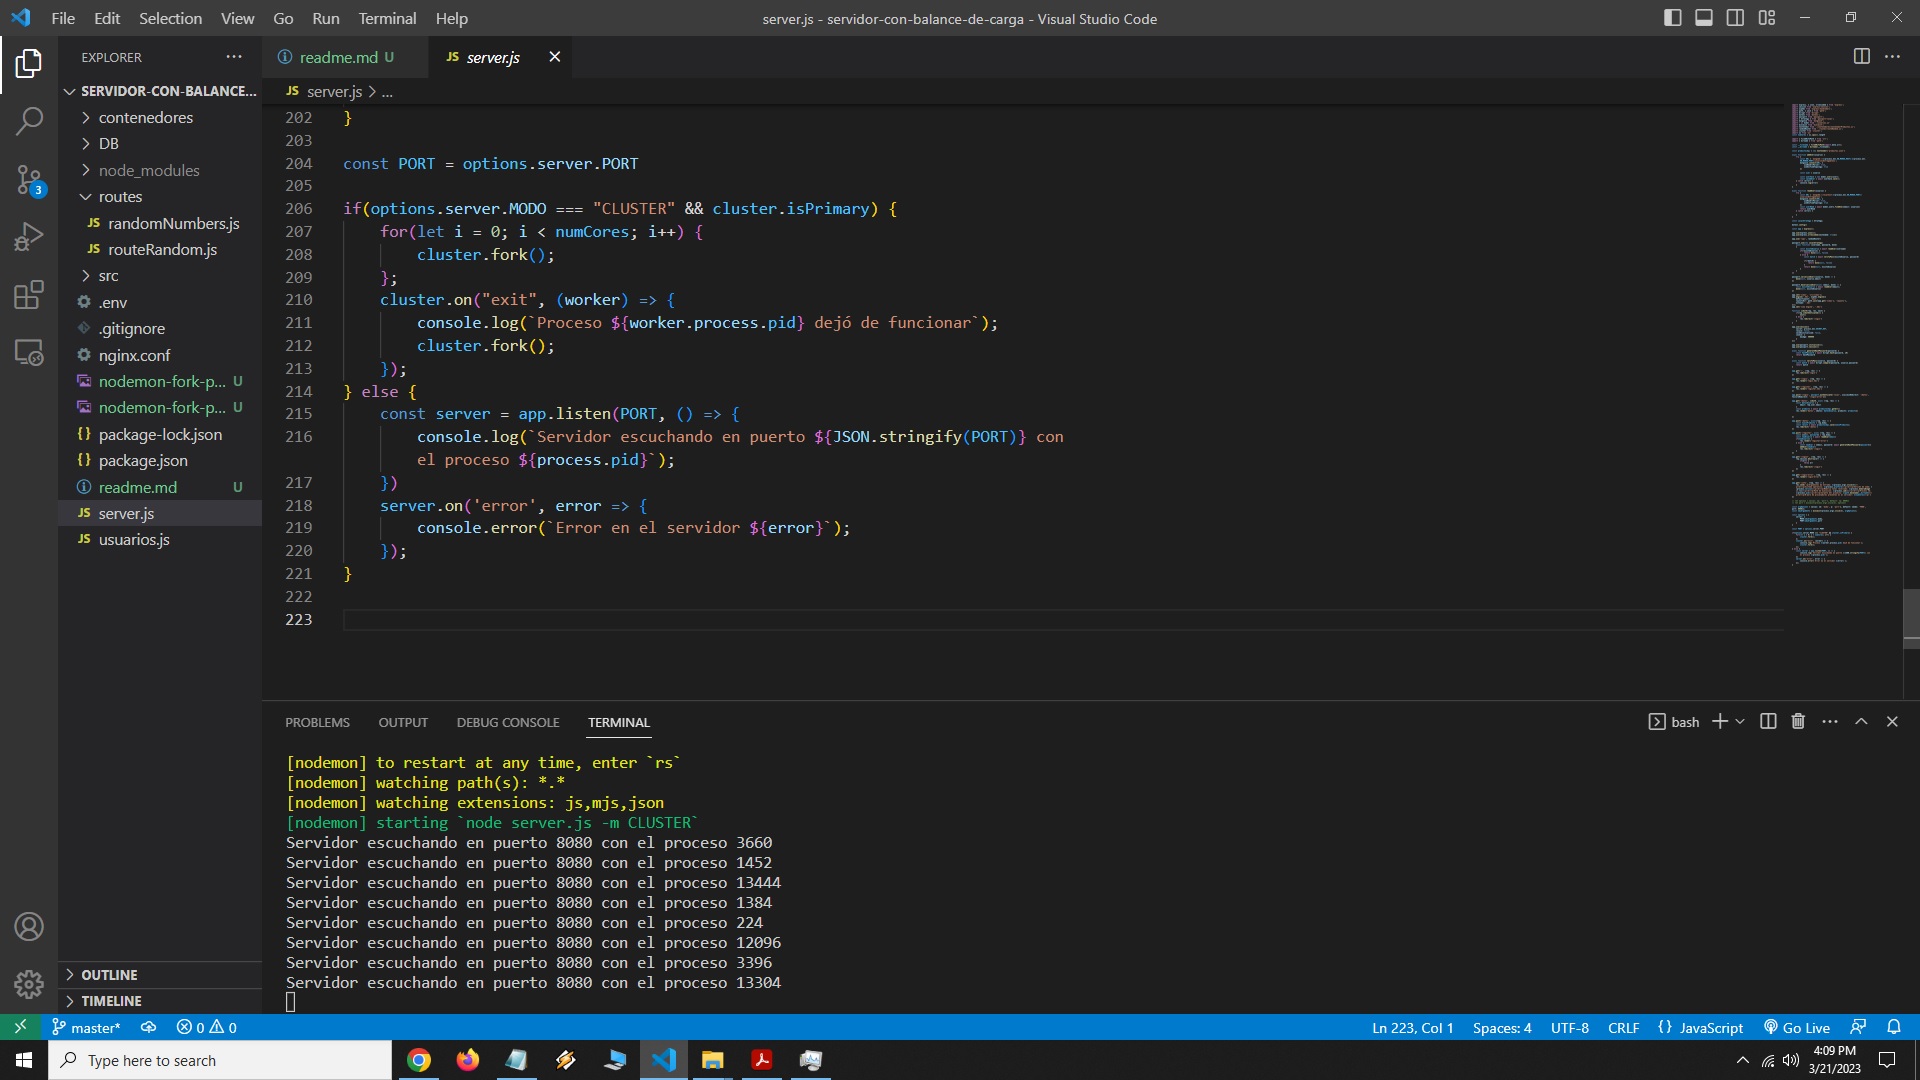 File Edit Selection View Go Run Terminal Help
server.js - servidor-con-balance-de-carga - Visual Studio Code
EXPLORER
SERVIDOR-CON-BALANCE...
contenedores
DB
node_modules
routes
JS randomNumbers.js
JS routeRandom.js
src
.env
.gitignore
nginx.conf
nodemon-fork-p... U
nodemon-fork-p... U
{} package-lock.json
{} package.json
readme.md U
JS server.js
JS usuarios.js
OUTLINE
TIMELINE
3
readme.md U
JS server.js
JS server.js > ...
202 }
203
204 const PORT = options.server.PORT
205
206 if(options.server.MODO === "CLUSTER" && cluster.isPrimary) {
207 for(let i = 0; i < numCores; i++) {
208 cluster.fork();
209 };
210 cluster.on("exit", (worker) => {
211 console.log(`Proceso ${worker.process.pid} dejó de funcionar`);
212 cluster.fork();
213 });
214 } else {
215 const server = app.listen(PORT, () => {
216 console.log(`Servidor escuchando en puerto ${JSON.stringify(PORT)} con
el proceso ${process.pid}`);
217 })
218 server.on('error', error => {
219 console.error(`Error en el servidor ${error}`);
220 });
221 }
222
223
PROBLEMS OUTPUT DEBUG CONSOLE TERMINAL
bash
[nodemon] to restart at any time, enter `rs`
[nodemon] watching path(s): *.*
[nodemon] watching extensions: js,mjs,json
[nodemon] starting `node server.js -m CLUSTER`
Servidor escuchando en puerto 8080 con el proceso 3660
Servidor escuchando en puerto 8080 con el proceso 1452
Servidor escuchando en puerto 8080 con el proceso 13444
Servidor escuchando en puerto 8080 con el proceso 1384
Servidor escuchando en puerto 8080 con el proceso 224
Servidor escuchando en puerto 8080 con el proceso 12096
Servidor escuchando en puerto 8080 con el proceso 3396
Servidor escuchando en puerto 8080 con el proceso 13304
master* 0 0
Ln 223, Col 1 Spaces: 4 UTF-8 CRLF {} JavaScript Go Live
Type here to search
4:09 PM
3/21/2023